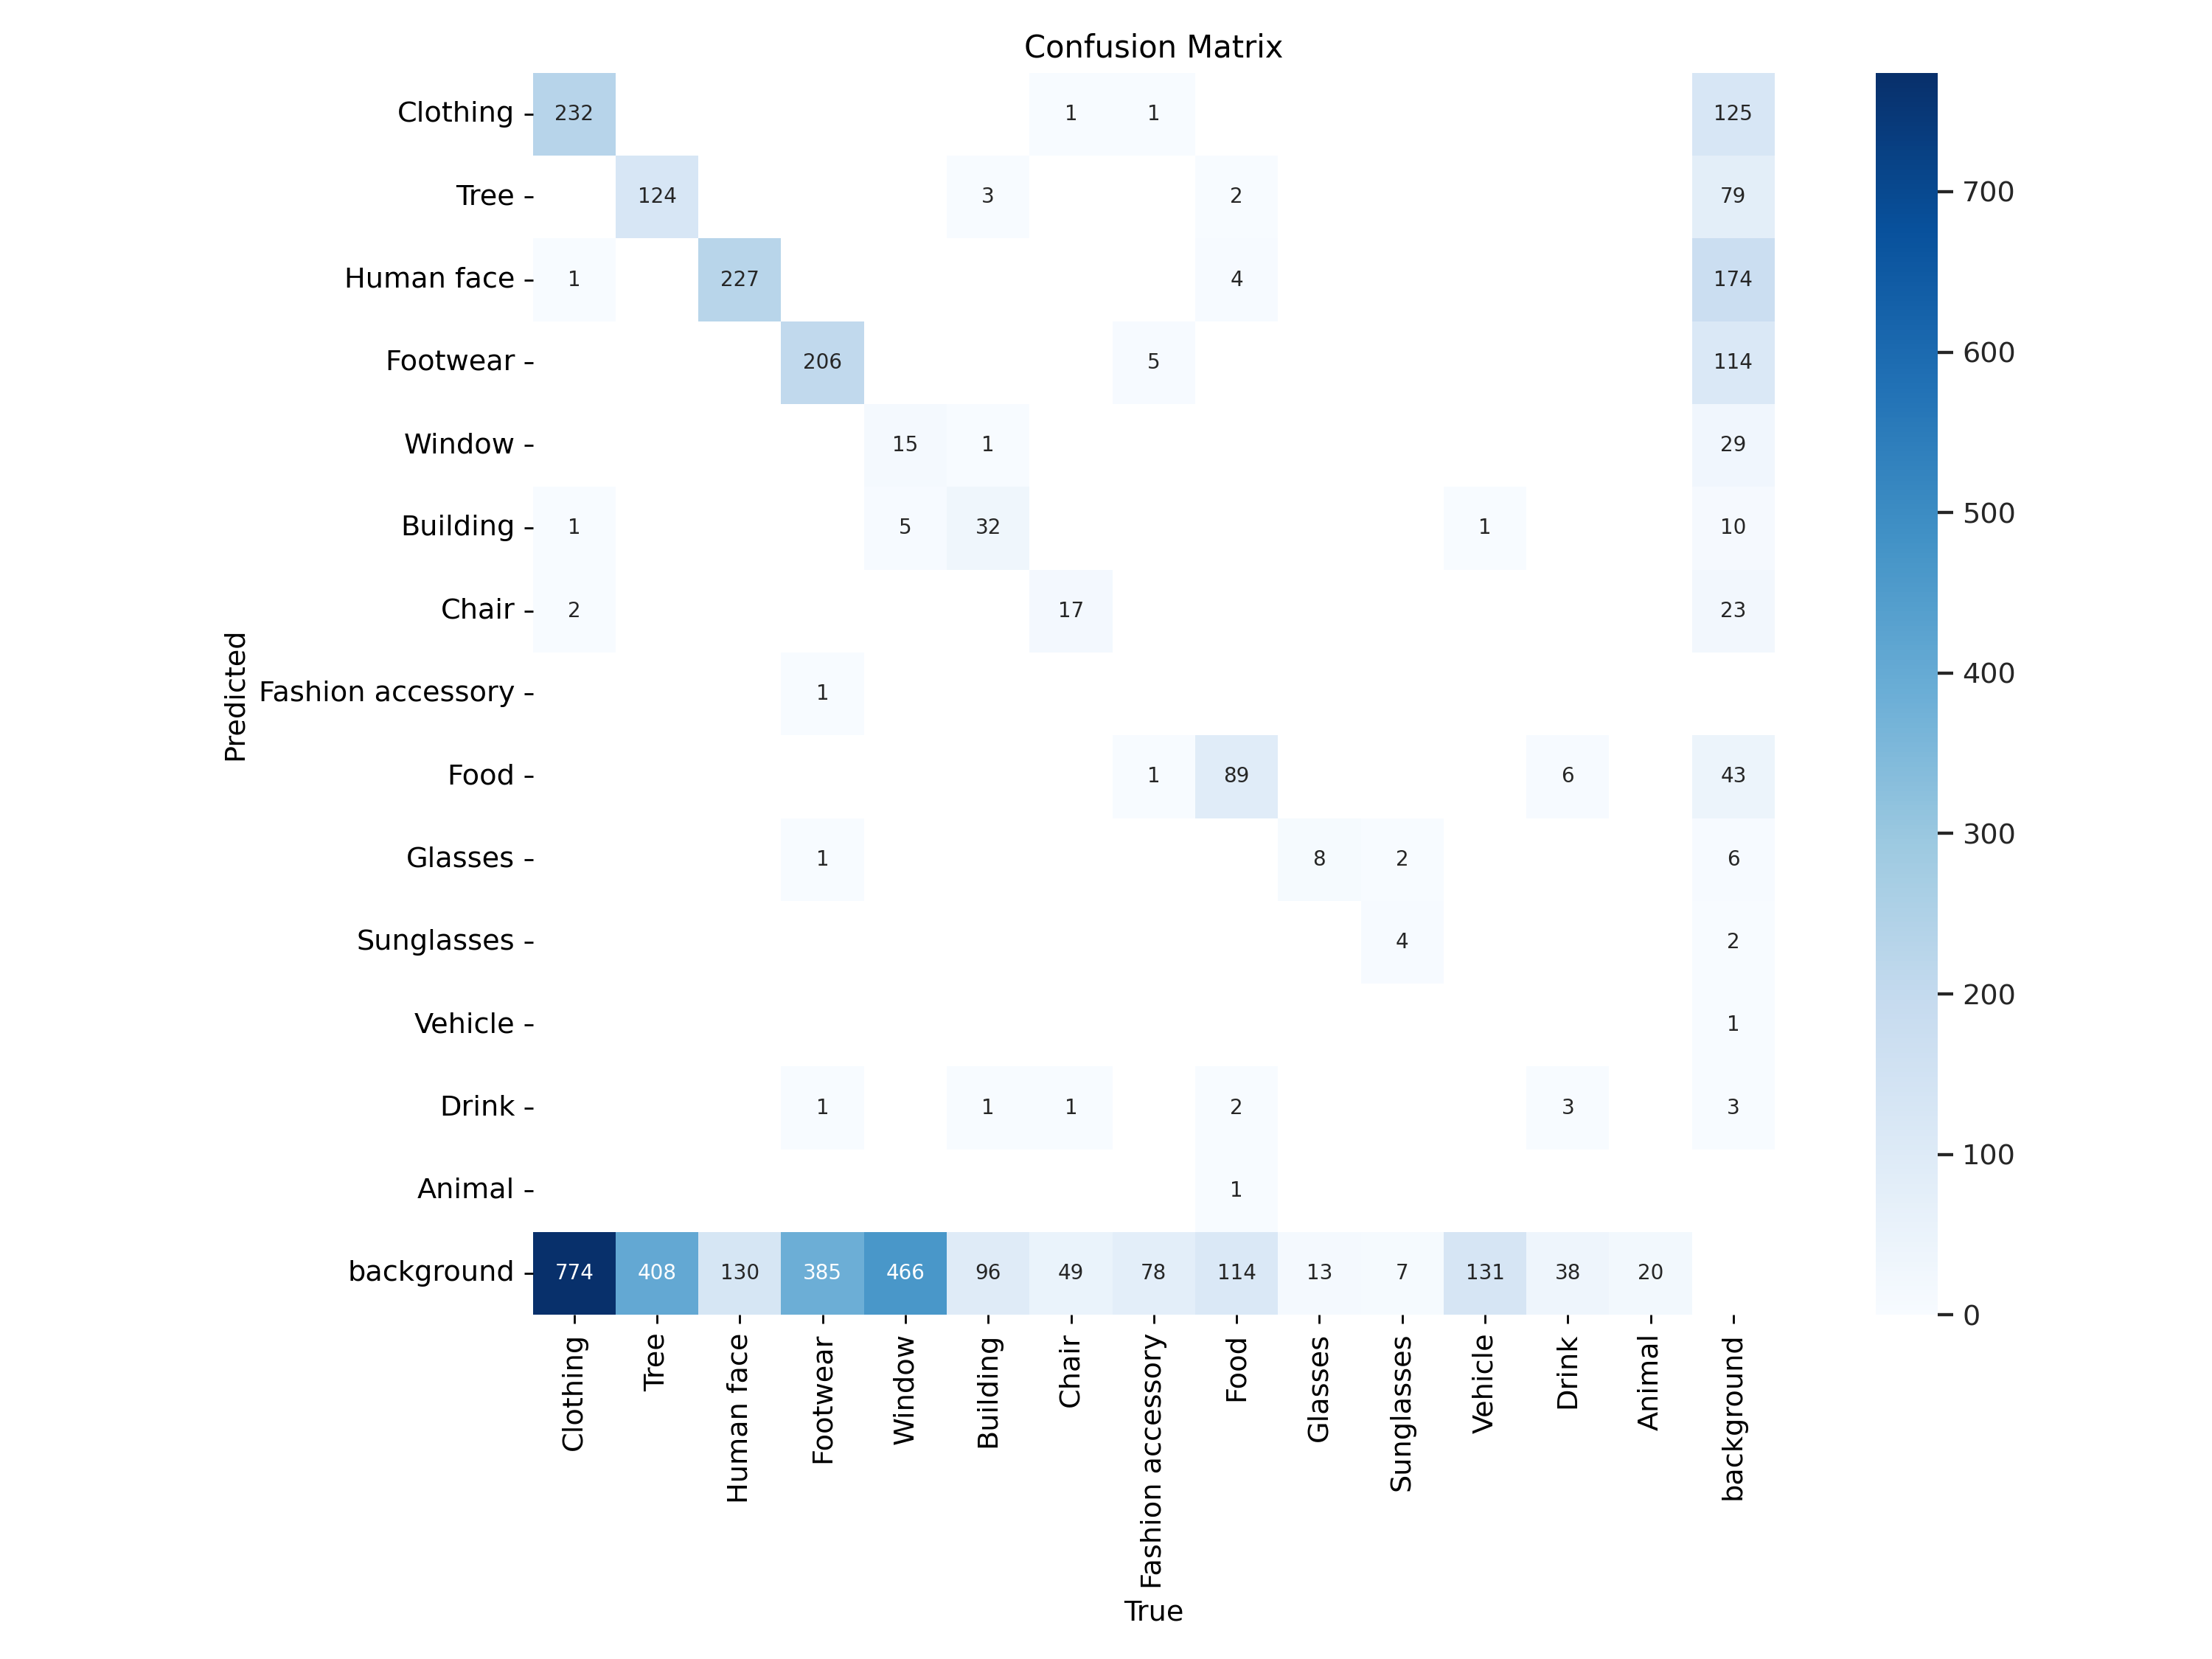 Confusion Matrix
Clothing 232 1 1 125
Tree 124 3 2 79
Human face 1 227 4 174
Footwear 206 5 114
Window 15 1 29
Building 1 5 32 1 10
Chair 2 17 23
Fashion accessory 1
Food 1 89 6 43
Glasses 1 8 2 6
Sunglasses 4 2
Vehicle 1
Drink 1 1 1 2 3 3
Animal 1
background 774 408 130 385 466 96 49 78 114 13 7 131 38 20
Predicted
Clothing
Tree
Human face
Footwear
Window
Building
Chair
Fashion accessory
Food
Glasses
Sunglasses
Vehicle
Drink
Animal
background
True
700
600
500
400
300
200
100
0